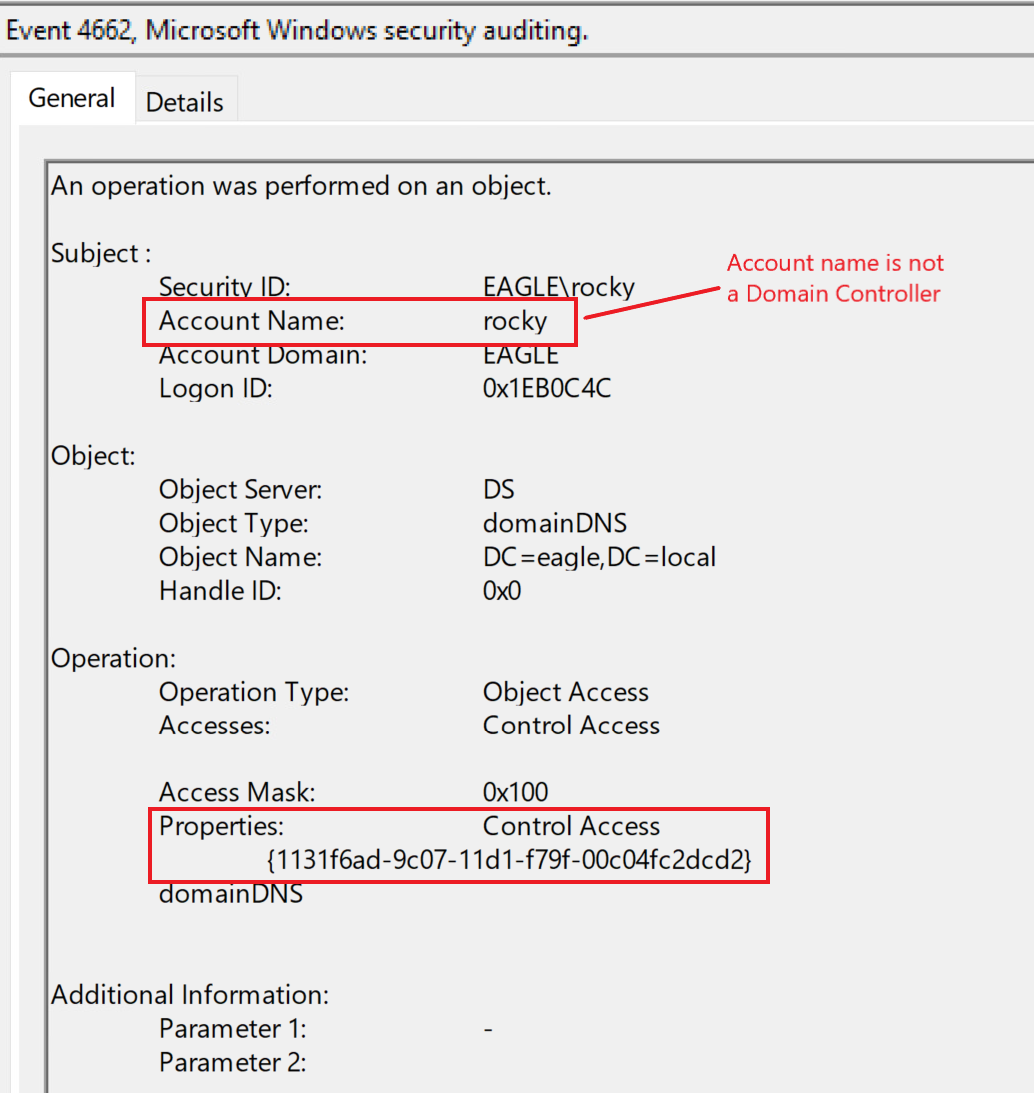 Event 4662, Microsoft Windows security auditing.
General
Details
An operation was performed on an object.
Subject :
Security ID: EAGLE\rocky
Account name is not
a Domain Controller
Account Name: rocky
Account Domain: EAGLE
Logon ID: 0x1EB0C4C
Object:
Object Server: DS
Object Type: domainDNS
Object Name: DC=eagle,DC=local
Handle ID: 0x0
Operation:
Operation Type: Object Access
Accesses: Control Access
Access Mask: 0x100
Properties: Control Access
{1131f6ad-9c07-11d1-f79f-00c04fc2dcd2}
domainDNS
Additional Information:
Parameter 1: -
Parameter 2: